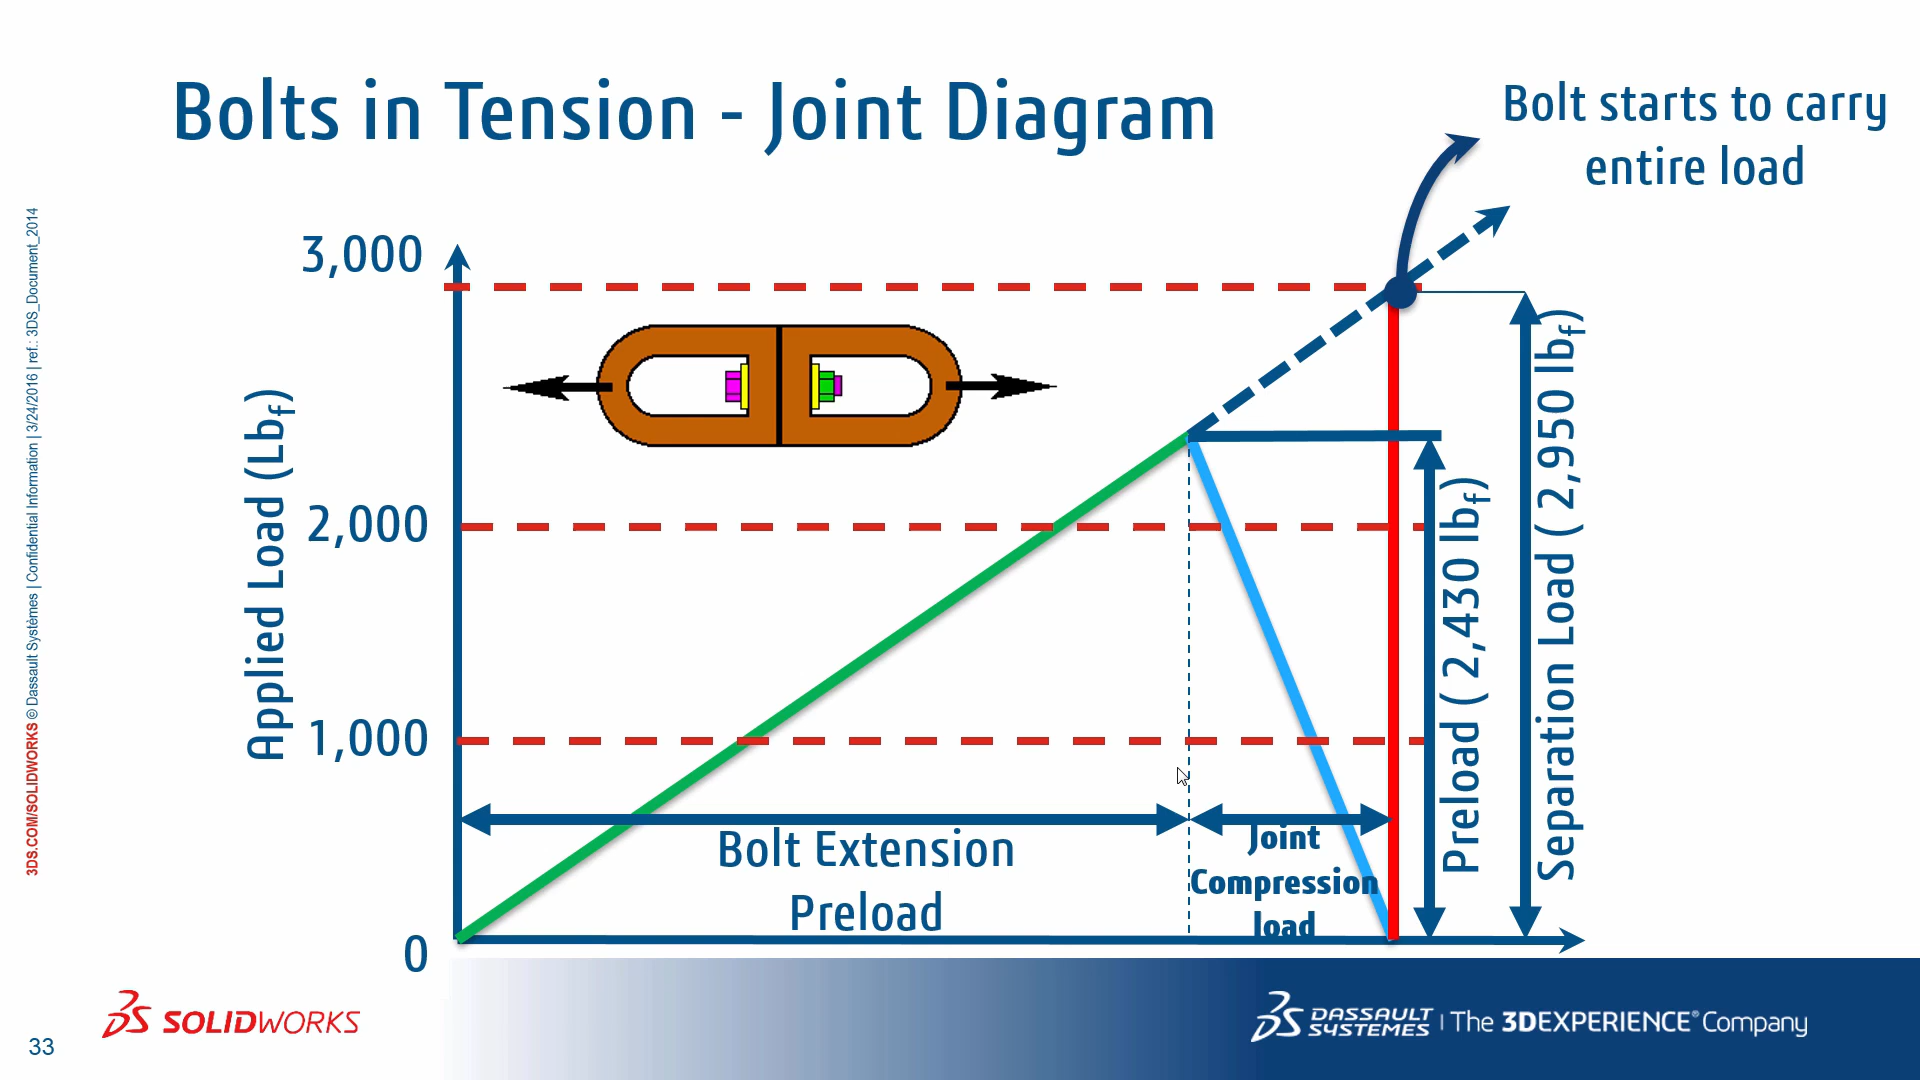 Bolts in Tension - Joint Diagram
Bolt starts to carry
entire load
3DS.COM/SOLIDWORKS © Dassault Systèmes | Confidential Information | 3/24/2016 | ref.: 3DS_Document_2014
Applied Load (Lbf)
3,000
2,000
1,000
0
Bolt Extension
Preload
Joint
Compression
load
Preload ( 2,430 lbf)
Separation Load ( 2,950 lbf)
33
SOLIDWORKS
DASSAULT
SYSTEMES
The 3DEXPERIENCE® Company